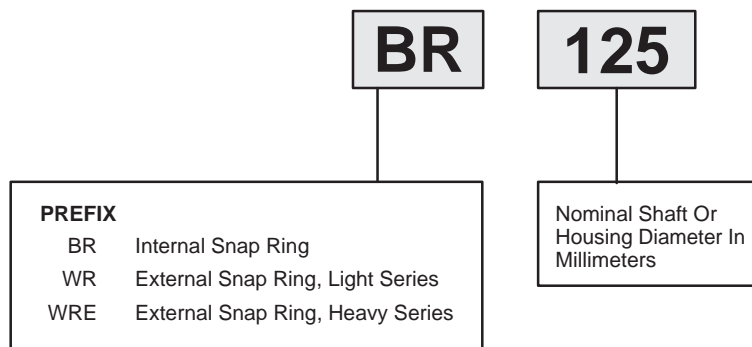 BR 125
PREFIX
BR Internal Snap Ring
WR External Snap Ring, Light Series
WRE External Snap Ring, Heavy Series
Nominal Shaft Or
Housing Diameter In
Millimeters